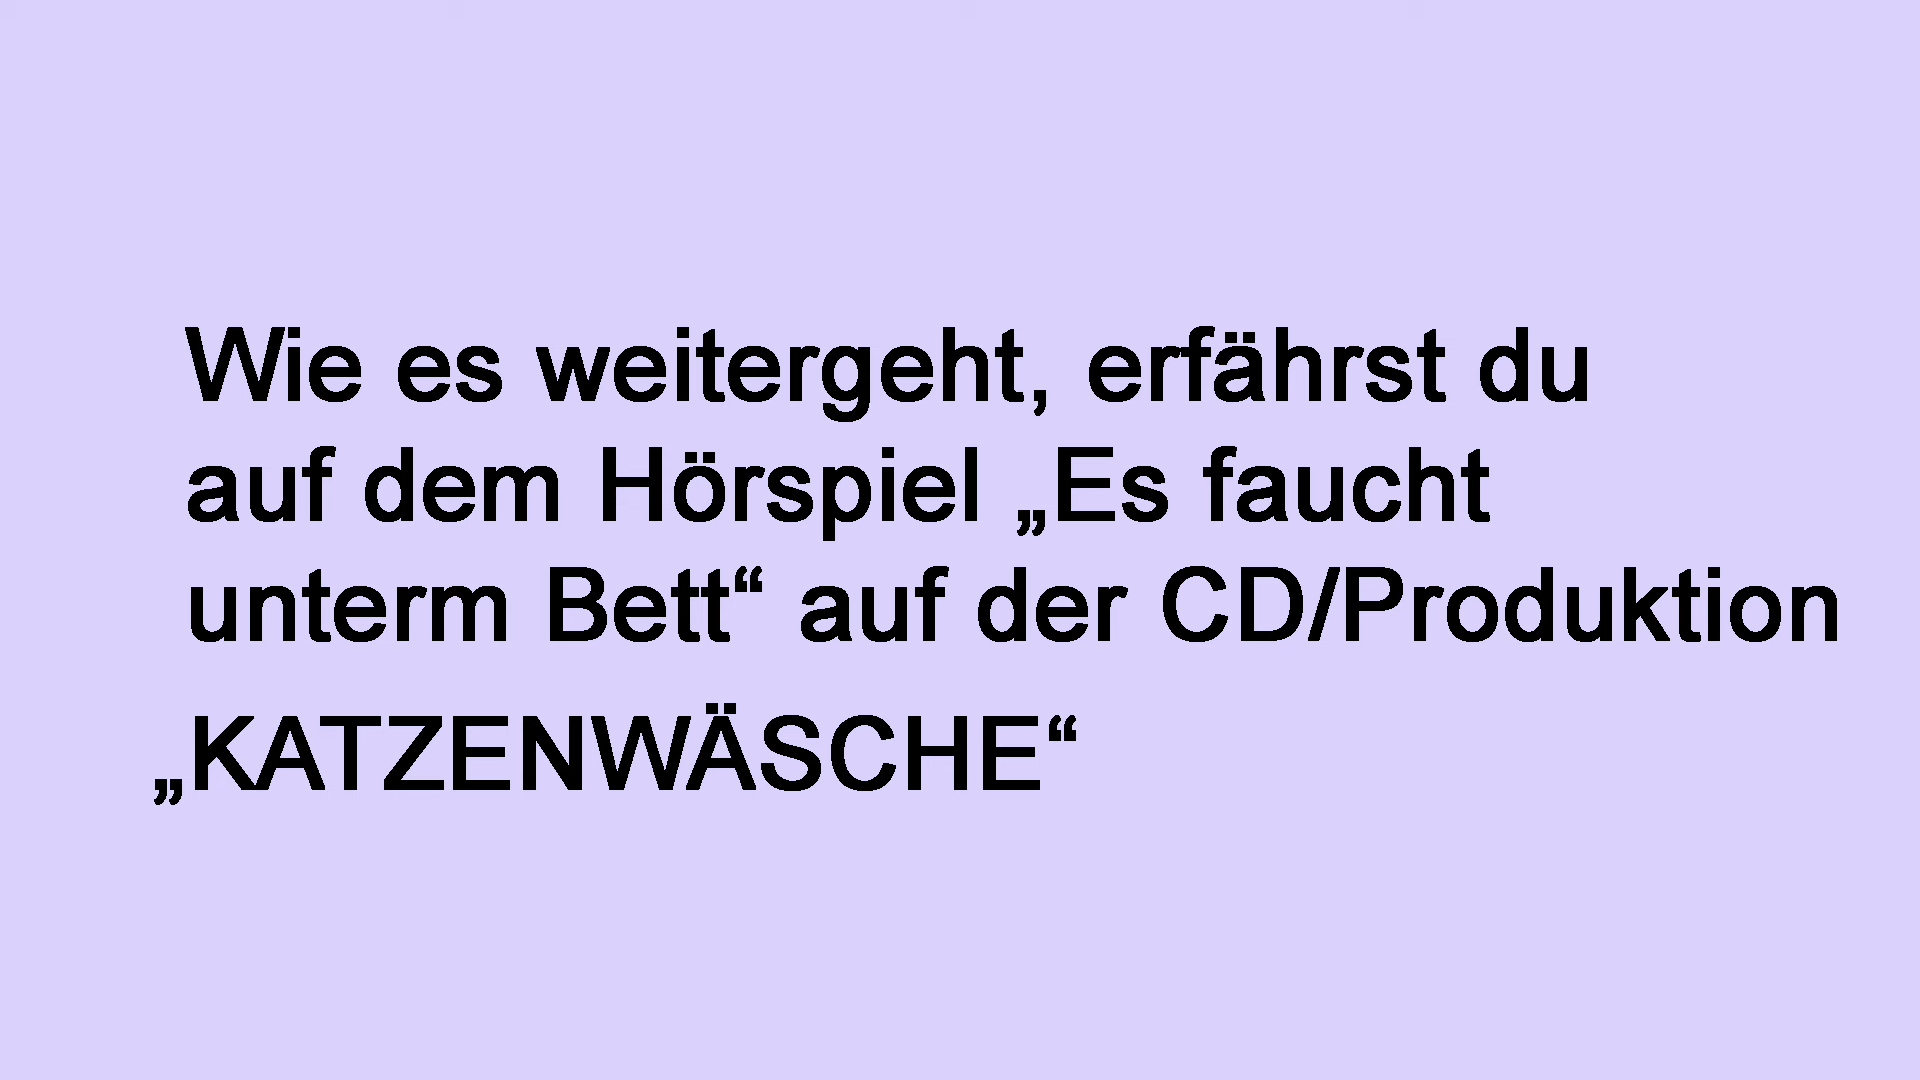 Wie es weitergeht, erfährst du
auf dem Hörspiel „Es faucht
unterm Bett“ auf der CD/Produktion
„KATZENWÄSCHE“